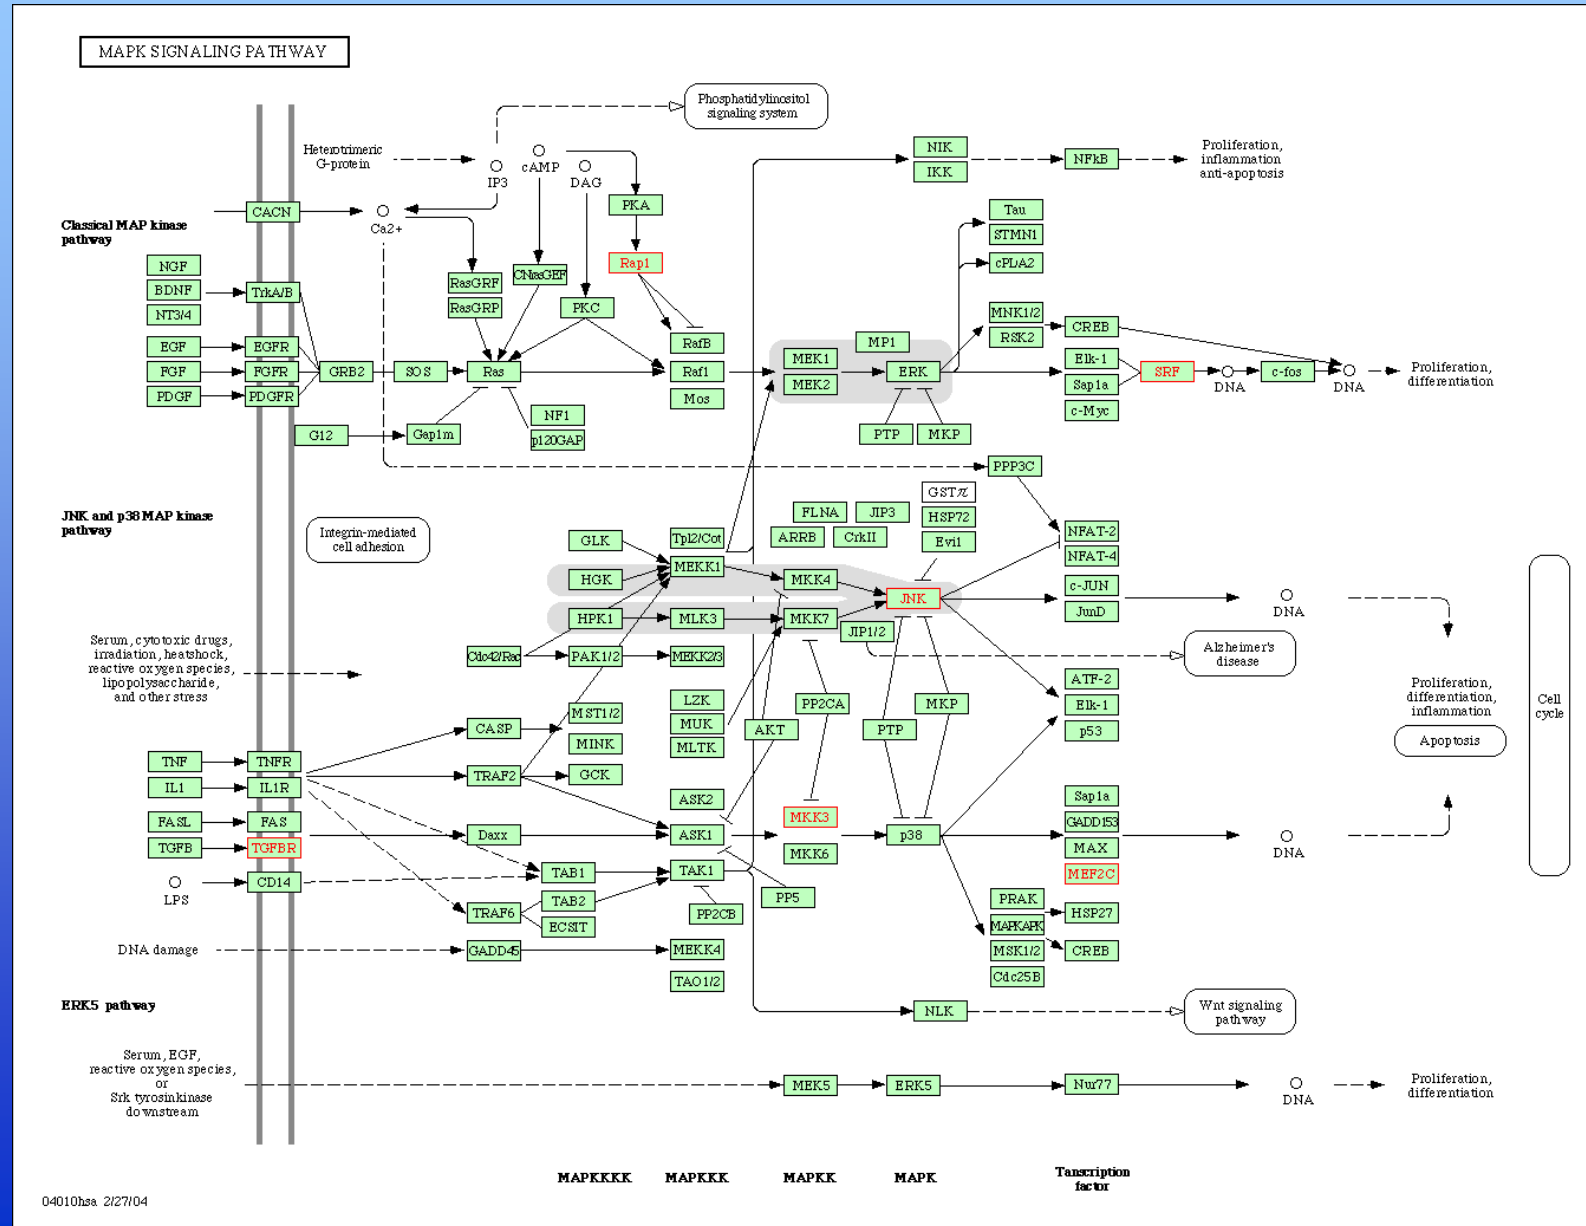 MAPK SIGNALING PATHWAY
Phosphatidylinositol
signaling system
Heterotrimeric
G-protein
IP3
cAMP
DAG
NIK
IKK
NFkB
Proliferation,
inflammation
anti-apoptosis
Classical MAP kinase
pathway
CACN
Ca2+
PKA
Tau
STMN1
cPLA2
NGF
BDNF
NT3/4
TrkA/B
RasGRF
RasGRP
CNrasGEF
PKC
Rap1
MNK1/2
RSK2
CREB
EGF
FGF
PDGF
EGFR
FGFR
PDGFR
GRB2
SOS
Ras
RafB
Raf1
Mos
MEK1
MEK2
MP1
ERK
Elk-1
Sap1a
c-Myc
SRF
DNA
c-fos
DNA
Proliferation,
differentiation
G12
Gap1m
NF1
p120GAP
PTP
MKP
PPP3C
JNK and p38 MAP kinase
pathway
Integrin-mediated
cell adhesion
GLK
HGK
HPK1
Tpl2/Cot
MEKK1
MLK3
FLNA
JIP3
ARRB
CrkII
GSTπ
HSP72
Evi1
MKK4
MKK7
JNK
JIP1/2
NFAT-2
NFAT-4
c-JUN
JunD
DNA
Alzheimer's
disease
Serum, cytotoxic drugs,
irradiation, heatshock,
reactive oxygen species,
lipopolysaccharide,
and other stress
Cdc42/Rac
PAK1/2
MEKK2/3
LZK
MUK
MLTK
PP2CA
AKT
PTP
MKP
ATF-2
Elk-1
p53
Proliferation,
differentiation,
inflammation
Apoptosis
Cell
cycle
CASP
MST1/2
MINK
GCK
TNF
IL1
TNFR
IL1R
TRAF2
ASK2
ASK1
FASL
TGFB
FAS
TGFBR
Daxx
MKK3
MKK6
p38
Sap1a
GADD153
MAX
MEF2C
DNA
LPS
CD14
TAB1
TAB2
ECSIT
TRAF6
TAK1
PP2CB
PP5
PRAK
MAPKAPK
MSK1/2
Cdc25B
HSP27
CREB
DNA damage
GADD45
MEKK4
TAO1/2
NLK
Wnt signaling
pathway
ERK5 pathway
Serum, EGF,
reactive oxygen species,
or
Srk tyrosinkinase
downstream
MEK5
ERK5
Nur77
DNA
Proliferation,
differentiation
MAPKKKK
MAPKKK
MAPKK
MAPK
Tanscription
factor
04010hsa 2/27/04